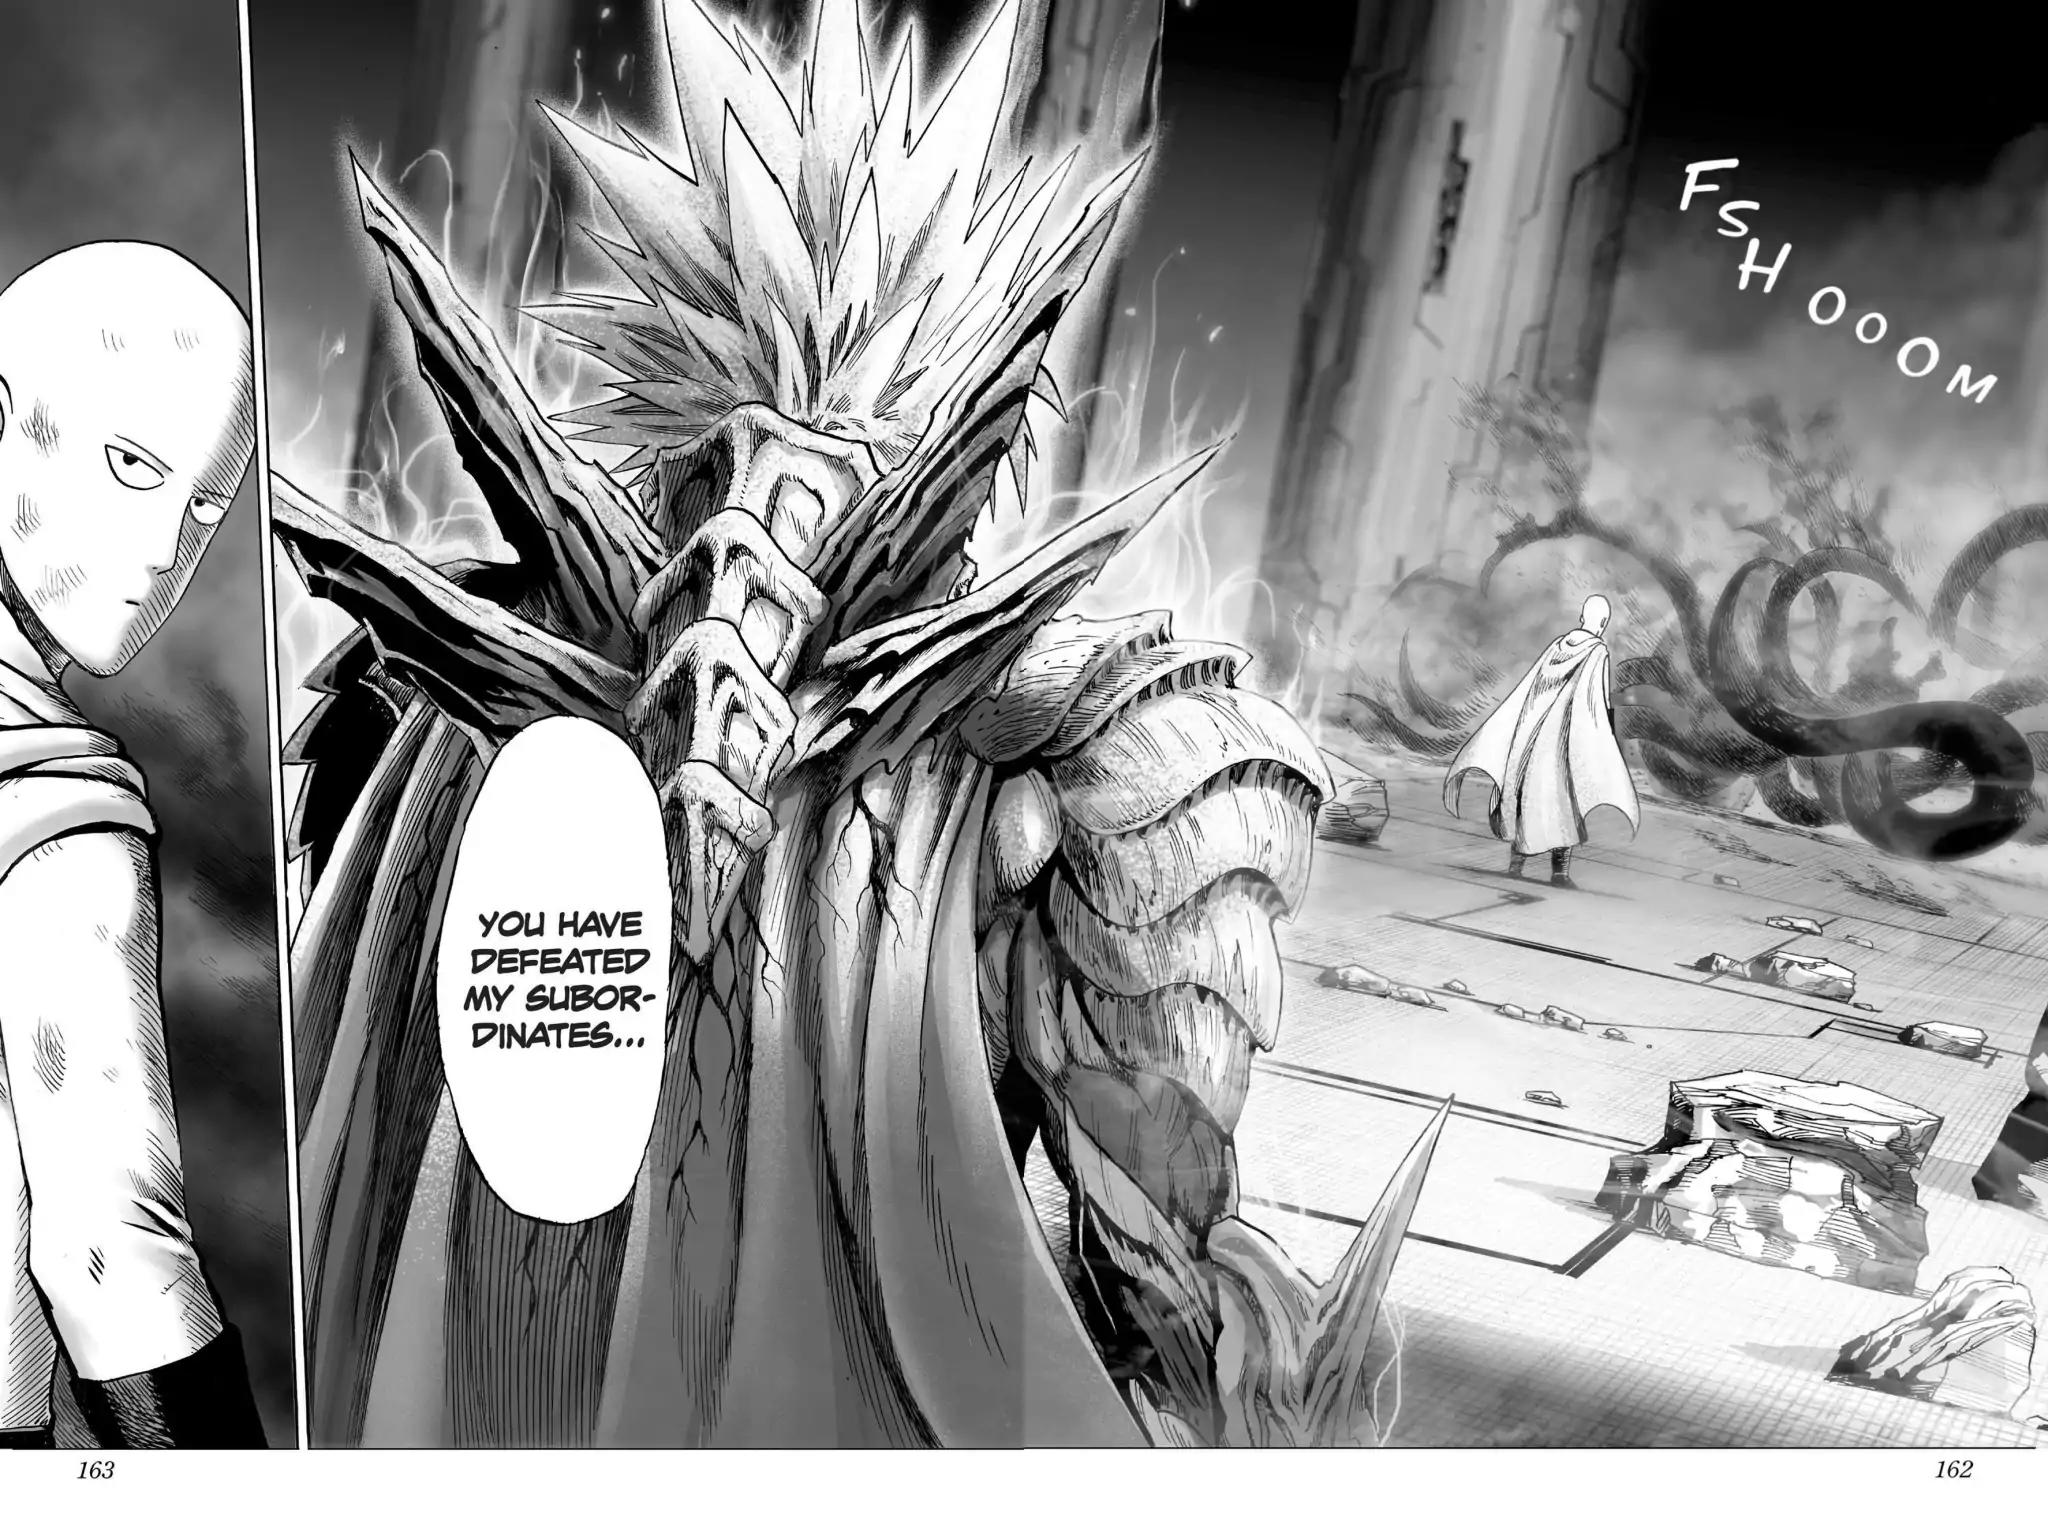 FSHOOOM
YOU HAVE
DEFEATED
MY SUBOR-
DINATES...
163
162